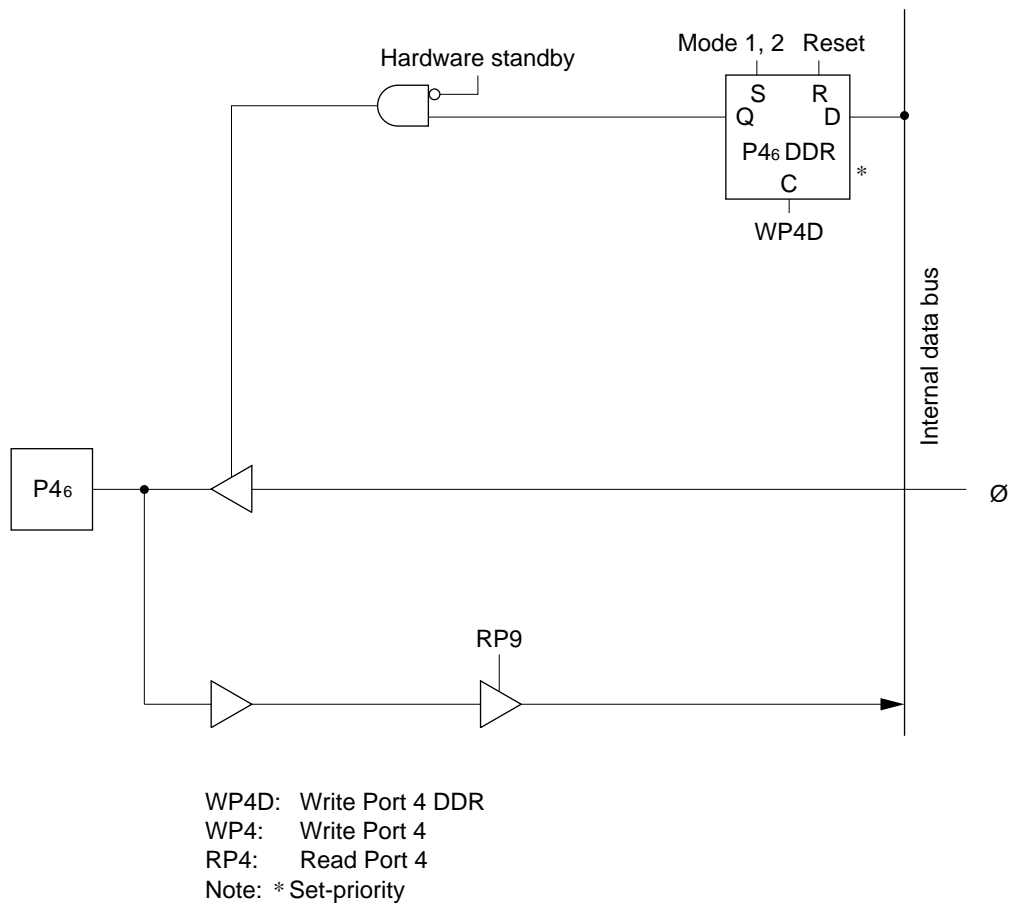 Mode 1, 2 Reset
Hardware standby
S R
Q D
P4₆ DDR
*
C
WP4D
Internal data bus
P4₆
Ø
RP9
WP4D: Write Port 4 DDR
WP4: Write Port 4
RP4: Read Port 4
Note: * Set-priority